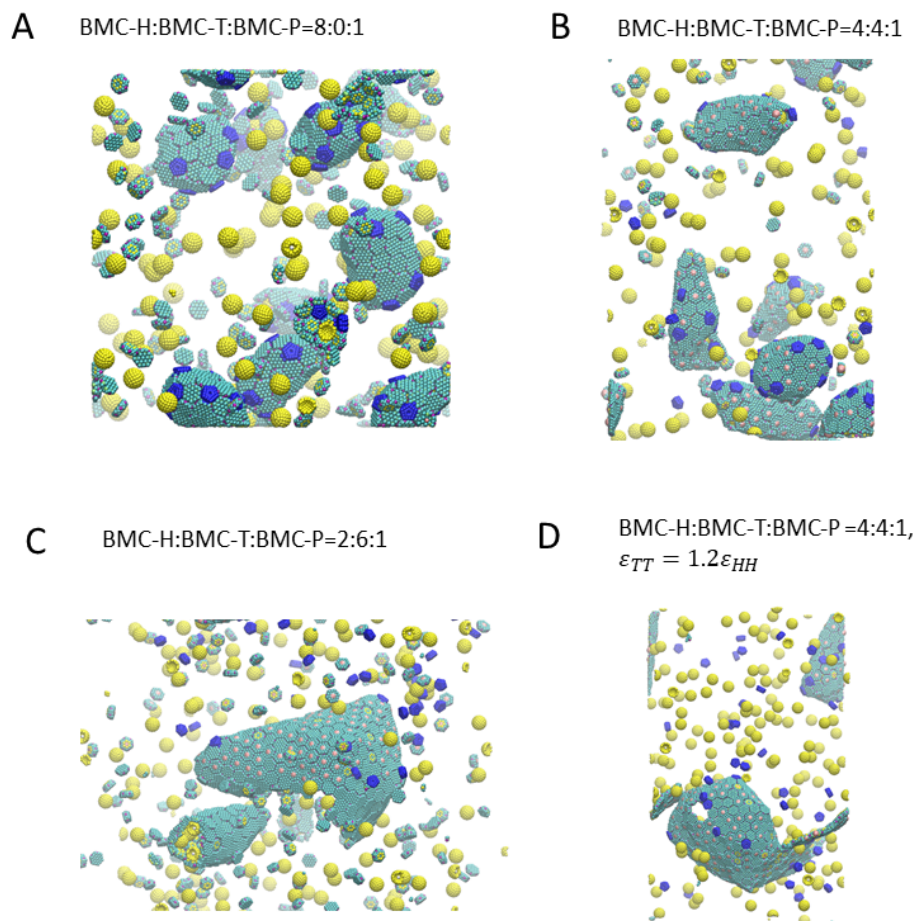 A
BMC-H:BMC-T:BMC-P=8:0:1
B
BMC-H:BMC-T:BMC-P=4:4:1
C
BMC-H:BMC-T:BMC-P=2:6:1
D
BMC-H:BMC-T:BMC-P =4:4:1,
𝜀𝑇𝑇 = 1.2𝜀𝐻𝐻